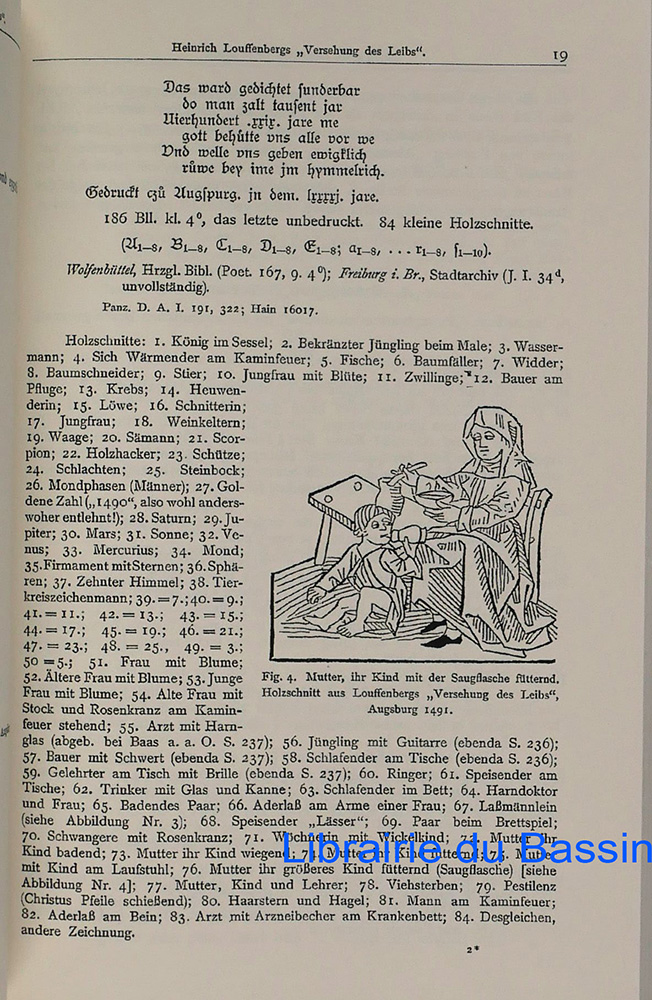 Heinrich Louffenbergs „Versehung des Leibs“. 19
Das ward gedichtet sunderbar
do man zalt tausent jar
Vierhundert .xxix. jare me
gott behütte vns alle vor we
Vnd welle vns geben ewigklich
růwe bey ime jm hymmelrich.
Gedruckt czů Augspurg. jn dem. lxxxxj. jare.
186 Bll. kl. 4⁰, das letzte unbedruckt. 84 kleine Holzschnitte.
(A1—8, B1—8, C1—8, D1—8, E1—8; a1—8, . . . r1—8, s1—10).
Wolfenbüttel, Hrzgl. Bibl. (Poet. 167, 9. 4⁰); Freiburg i. Br., Stadtarchiv (J. I. 34ᵈ,
unvollständig).
Panz. D. A. I. 191, 322; Hain 16017.
Holzschnitte: 1. König im Sessel; 2. Bekränzter Jüngling beim Male; 3. Wasser-
mann; 4. Sich Wärmender am Kaminfeuer; 5. Fische; 6. Baumfäller; 7. Widder;
8. Baumschneider; 9. Stier; 10. Jungfrau mit Blüte; 11. Zwillinge; 12. Bauer am
Pfluge; 13. Krebs; 14. Heuwen-
derin; 15. Löwe; 16. Schnitterin;
17. Jungfrau; 18. Weinkeltern;
19. Waage; 20. Sämann; 21. Scor-
pion; 22. Holzhacker; 23. Schütze;
24. Schlachten; 25. Steinbock;
26. Mondphasen (Männer); 27. Gol-
dene Zahl („1490“, also wohl anders-
woher entlehnt!); 28. Saturn; 29. Ju-
piter; 30. Mars; 31. Sonne; 32. Ve-
nus; 33. Mercurius; 34. Mond;
35. Firmament mit Sternen; 36. Sphä-
ren; 37. Zehnter Himmel; 38. Tier-
kreiszeichenmann; 39. = 7.; 40. = 9.;
41. = 11.; 42. = 13.; 43. = 15.;
44. = 17.; 45. = 19.; 46. = 21.;
47. = 23.; 48. = 25., 49. = 3.;
50 = 5.; 51. Frau mit Blume;
52. Ältere Frau mit Blume; 53. Junge
Frau mit Blume; 54. Alte Frau mit
Stock und Rosenkranz am Kamin-
feuer stehend; 55. Arzt mit Harn-
glas (abgeb. bei Baas a. a. O. S. 237); 56. Jüngling mit Guitarre (ebenda S. 236);
57. Bauer mit Schwert (ebenda S. 237); 58. Schlafender am Tische (ebenda S. 236);
59. Gelehrter am Tisch mit Brille (ebenda S. 237); 60. Ringer; 61. Speisender am
Tische; 62. Trinker mit Glas und Kanne; 63. Schlafender im Bett; 64. Harndoktor
und Frau; 65. Badendes Paar; 66. Aderlaß am Arme einer Frau; 67. Laßmännlein
(siehe Abbildung Nr. 3); 68. Speisender „Lässer“; 69. Paar beim Brettspiel;
70. Schwangere mit Rosenkranz; 71. Wöchnerin mit Wickelkind; 72. Mutter ihr
Kind badend; 73. Mutter ihr Kind wiegend; 74. Mutter ihr Kind fütternd; 75. Mutter
mit Kind am Laufstuhl; 76. Mutter ihr größeres Kind fütternd (Saugflasche) [siehe
Abbildung Nr. 4]; 77. Mutter, Kind und Lehrer; 78. Viehsterben; 79. Pestilenz
(Christus Pfeile schießend); 80. Haarstern und Hagel; 81. Mann am Kaminfeuer;
82. Aderlaß am Bein; 83. Arzt mit Arzneibecher am Krankenbett; 84. Desgleichen,
andere Zeichnung.
Fig. 4. Mutter, ihr Kind mit der Saugflasche fütternd.
Holzschnitt aus Louffenbergs „Versehung des Leibs“,
Augsburg 1491.
2*
Librairie du Bassin